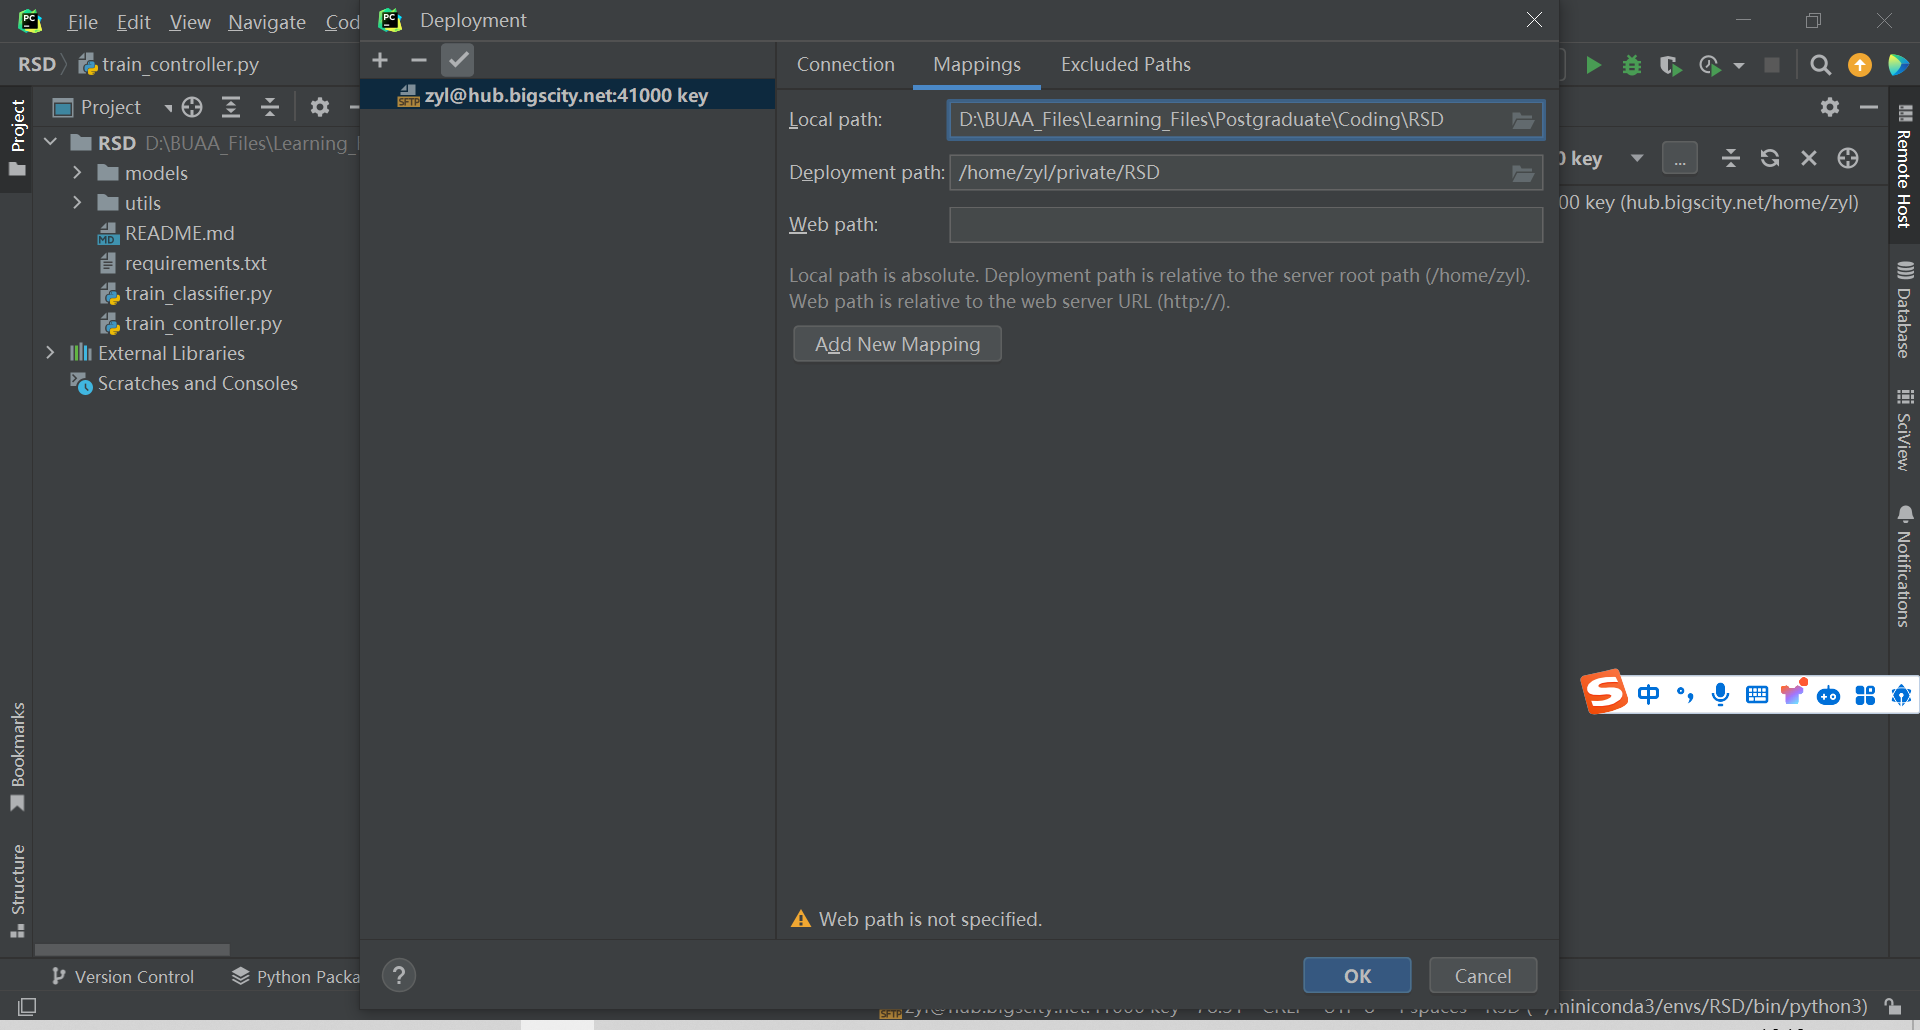 File Edit View Navigate Cod
Deployment
RSD train_controller.py
Connection Mappings Excluded Paths
Project
Project
zyl@hub.bigscity.net:41000 key
RSD D:\BUAA_Files\Learning_
models
utils
README.md
requirements.txt
train_classifier.py
train_controller.py
External Libraries
Scratches and Consoles
Local path: D:\BUAA_Files\Learning_Files\Postgraduate\Coding\RSD
Deployment path: /home/zyl/private/RSD
Web path:
Local path is absolute. Deployment path is relative to the server root path (/home/zyl).
Web path is relative to the web server URL (http://).
Add New Mapping
key
...
00 key (hub.bigscity.net/home/zyl)
Remote Host
Database
SciView
Notifications
中
Bookmarks
Structure
Web path is not specified.
? OK Cancel
Version Control Python Packa
/miniconda3/envs/RSD/bin/python3)